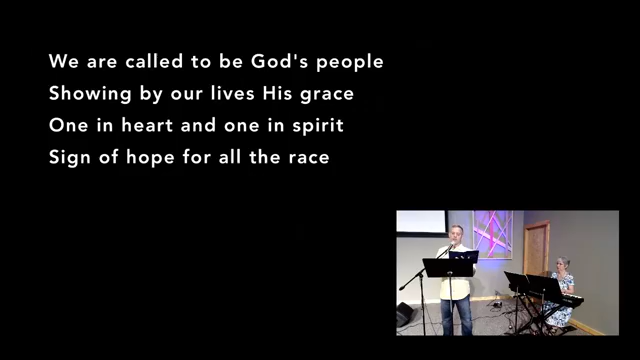 We are called to be God's people
Showing by our lives His grace
One in heart and one in spirit
Sign of hope for all the race